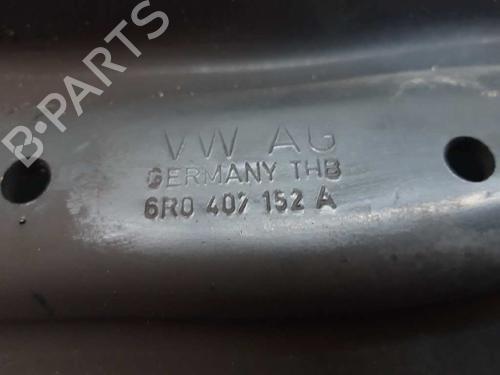 B-PARTS
VW AG
GERMANY THB
6R0 407 152 A